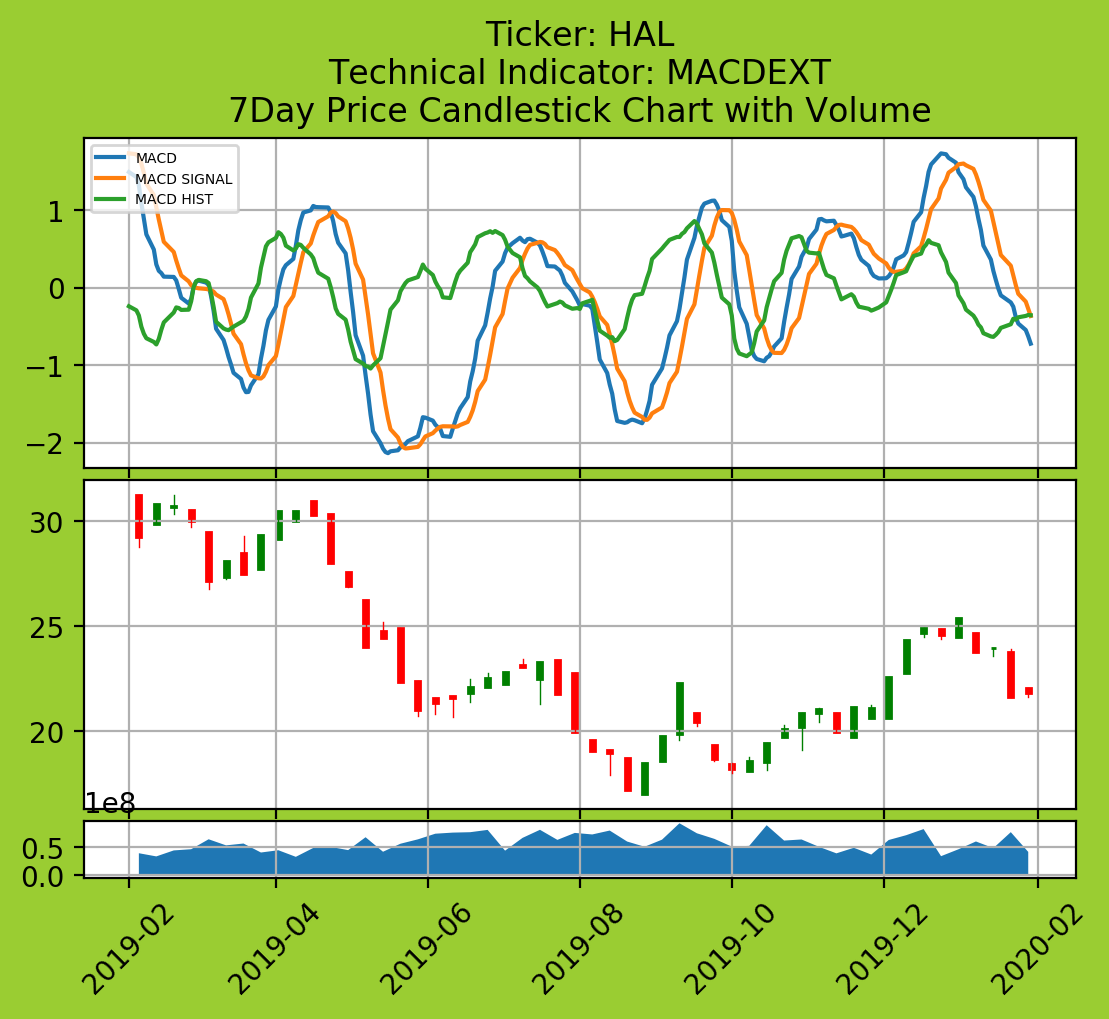 Ticker: HAL
Technical Indicator: MACDEXT
7Day Price Candlestick Chart with Volume
MACD
MACD SIGNAL
MACD HIST
1
0
−1
−2
30
25
20
1e8
0.5
0.0
2019-02
2019-04
2019-06
2019-08
2019-10
2019-12
2020-02